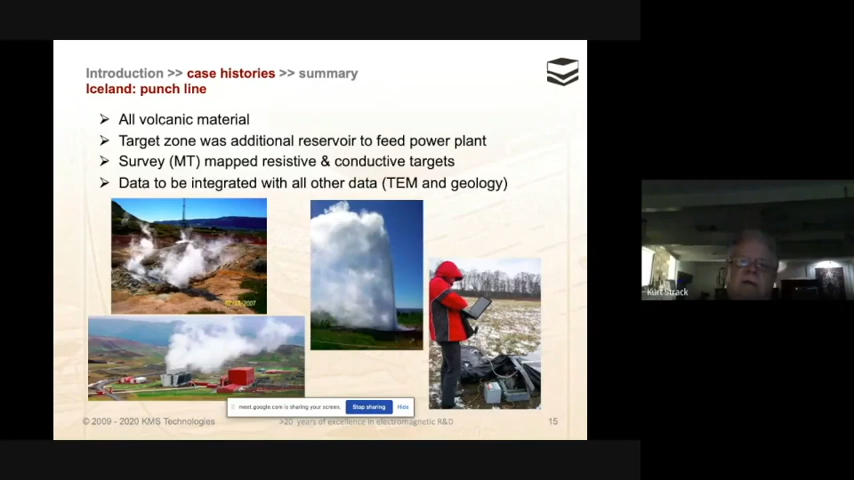 Introduction >> case histories >> summary
Iceland: punch line
➢ All volcanic material
➢ Target zone was additional reservoir to feed power plant
➢ Survey (MT) mapped resistive & conductive targets
➢ Data to be integrated with all other data (TEM and geology)
2007
Kurt Strack
meet.google.com is sharing your screen.
Stop sharing
Hide
© 2009 - 2020 KMS Technologies
>20 years of excellence in electromagnetic R&D
15